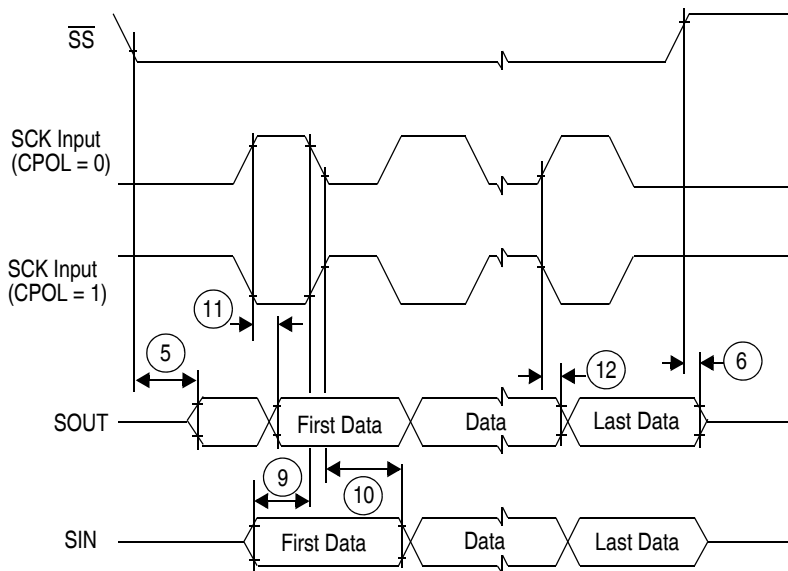 SS
SCK Input
(CPOL = 0)
SCK Input
(CPOL = 1)
11
5
12
6
SOUT
First Data
Data
Last Data
9
10
SIN
First Data
Data
Last Data